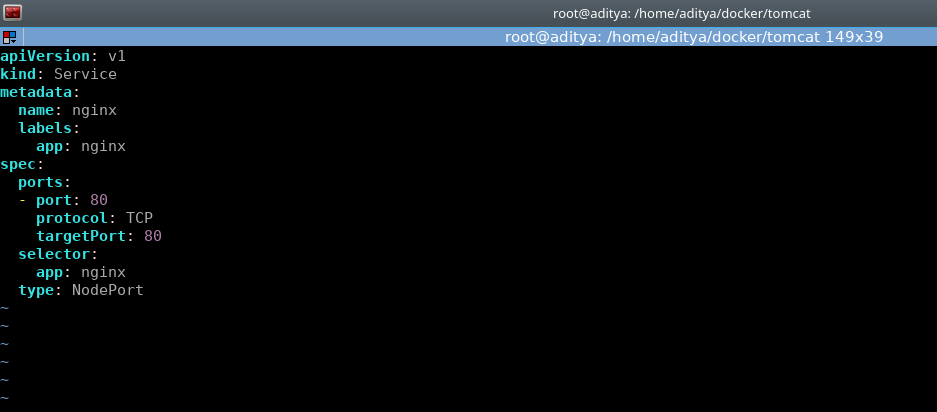 root@aditya: /home/aditya/docker/tomcat
root@aditya: /home/aditya/docker/tomcat 149x39
apiVersion: v1
kind: Service
metadata:
  name: nginx
  labels:
    app: nginx
spec:
  ports:
  - port: 80
    protocol: TCP
    targetPort: 80
  selector:
    app: nginx
  type: NodePort
~
~
~
~
~
~